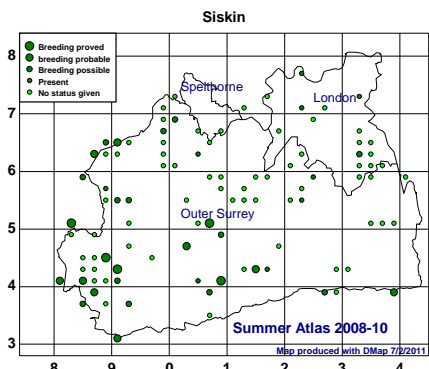 Siskin
Breeding proved
breeding probable
Breeding possible
Present
No status given
Spelthorne
London
Outer Surrey
Summer Atlas 2008-10
Map produced with DMap 7/2/2011
8
7
6
5
4
3
8 9 0 1 2 3 4